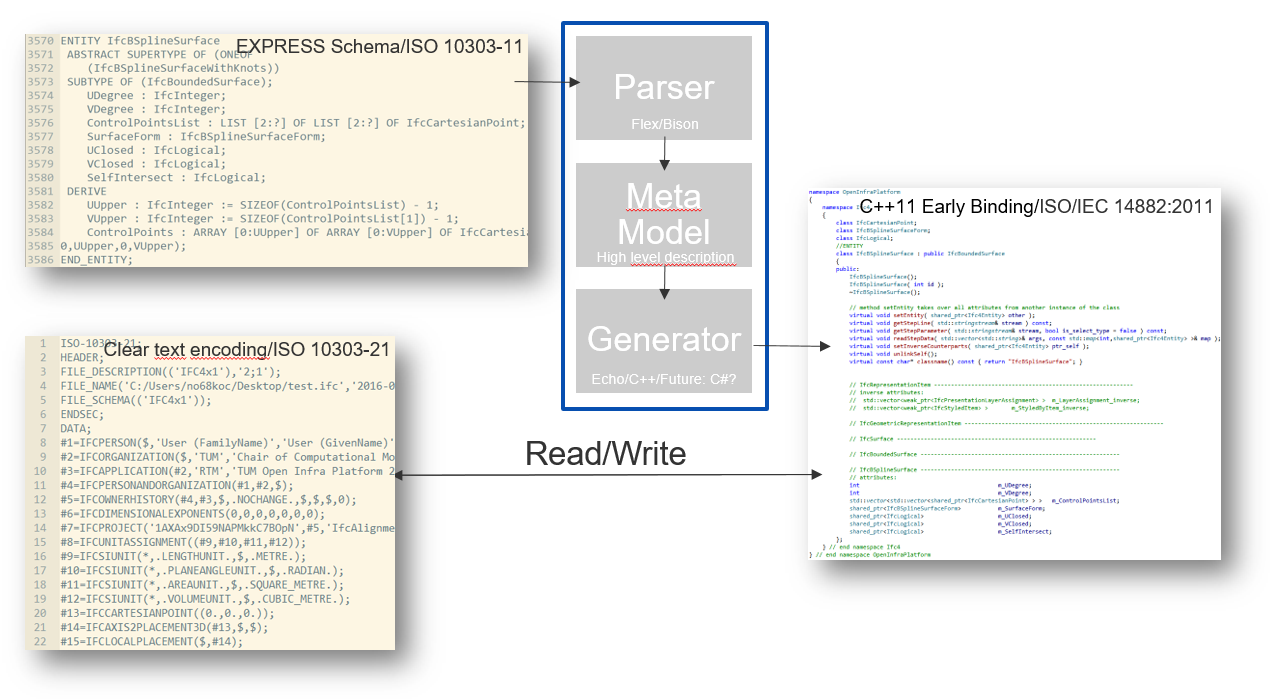 EXPRESS Schema/ISO 10303-11
3570 ENTITY IfcBSplineSurface
3571 ABSTRACT SUPERTYPE OF (ONEOF
3572 (IfcBSplineSurfaceWithKnots))
3573 SUBTYPE OF (IfcBoundedSurface);
3574 UDegree : IfcInteger;
3575 VDegree : IfcInteger;
3576 ControlPointsList : LIST [2:?] OF LIST [2:?] OF IfcCartesianPoint;
3577 SurfaceForm : IfcBSplineSurfaceForm;
3578 UClosed : IfcLogical;
3579 VClosed : IfcLogical;
3580 SelfIntersect : IfcLogical;
3581 DERIVE
3582 UUpper : IfcInteger := SIZEOF(ControlPointsList) - 1;
3583 VUpper : IfcInteger := SIZEOF(ControlPointsList[1]) - 1;
3584 ControlPoints : ARRAY [0:UUpper] OF ARRAY [0:VUpper] OF IfcCartesia
3585 0,UUpper,0,VUpper);
3586 END_ENTITY;
Parser
Flex/Bison
Meta
Model
High level description
Generator
Echo/C++/Future: C#?
Clear text encoding/ISO 10303-21
1 ISO-10303-21;
2 HEADER;
3 FILE_DESCRIPTION(('IFC4x1'),'2;1');
4 FILE_NAME('C:/Users/no68koc/Desktop/test.ifc','2016-0
5 FILE_SCHEMA(('IFC4x1'));
6 ENDSEC;
7 DATA;
8 #1=IFCPERSON($,'User (FamilyName)','User (GivenName)'
9 #2=IFCORGANIZATION($,'TUM','Chair of Computational Mo
10 #3=IFCAPPLICATION(#2,'RTM','TUM Open Infra Platform 2
11 #4=IFCPERSONANDORGANIZATION(#1,#2,$);
12 #5=IFCOWNERHISTORY(#4,#3,$,.NOCHANGE.,$,$,$,0);
13 #6=IFCDIMENSIONALEXPONENTS(0,0,0,0,0,0,0);
14 #7=IFCPROJECT('1AXAx9DI59NAPMkkC7BOpN',#5,'IfcAlignme
15 #8=IFCUNITASSIGNMENT((#9,#10,#11,#12));
16 #9=IFCSIUNIT(*,.LENGTHUNIT.,$,.METRE.);
17 #10=IFCSIUNIT(*,.PLANEANGLEUNIT.,$,.RADIAN.);
18 #11=IFCSIUNIT(*,.AREAUNIT.,$,.SQUARE_METRE.);
19 #12=IFCSIUNIT(*,.VOLUMEUNIT.,$,.CUBIC_METRE.);
20 #13=IFCCARTESIANPOINT((0.,0.,0.));
21 #14=IFCAXIS2PLACEMENT3D(#13,$,$);
22 #15=IFCLOCALPLACEMENT($,#14);
Read/Write
C++11 Early Binding/ISO/IEC 14882:2011
namespace OpenInfraPlatform
{
namespace
{
class IfcCartesianPoint;
class IfcBSplineSurfaceForm;
class IfcLogical;
//ENTITY
class IfcBSplineSurface : public IfcBoundedSurface
{
public:
IfcBSplineSurface();
IfcBSplineSurface( int id );
~IfcBSplineSurface();
// method setEntity takes over all attributes from another instance of the class
virtual void setEntity( shared_ptr<Ifc4Entity> other );
virtual void getStepLine( std::stringstream& stream ) const;
virtual void getStepParameter( std::stringstream& stream, bool is_select_type = false ) const;
virtual void readStepData( std::vector<std::string>& args, const std::map<int,shared_ptr<Ifc4Entity> >& map );
virtual void setInverseCounterparts( shared_ptr<Ifc4Entity> ptr_self );
virtual void unlinkSelf();
virtual const char* classname() const { return "IfcBSplineSurface"; }
// IfcRepresentationItem -----------------------------------------------------------
// inverse attributes:
// std::vector<weak_ptr<IfcPresentationLayerAssignment> > m_LayerAssignment_inverse;
// std::vector<weak_ptr<IfcStyledItem> > m_StyledByItem_inverse;
// IfcGeometricRepresentationItem -----------------------------------------------------------
// IfcSurface -----------------------------------------------------------
// IfcBoundedSurface -----------------------------------------------------------
// IfcBSplineSurface -----------------------------------------------------------
// attributes:
int m_UDegree;
int m_VDegree;
std::vector<std::vector<shared_ptr<IfcCartesianPoint> > > m_ControlPointsList;
shared_ptr<IfcBSplineSurfaceForm> m_SurfaceForm;
shared_ptr<IfcLogical> m_UClosed;
shared_ptr<IfcLogical> m_VClosed;
shared_ptr<IfcLogical> m_SelfIntersect;
};
} // end namespace Ifc4
} // end namespace OpenInfraPlatform